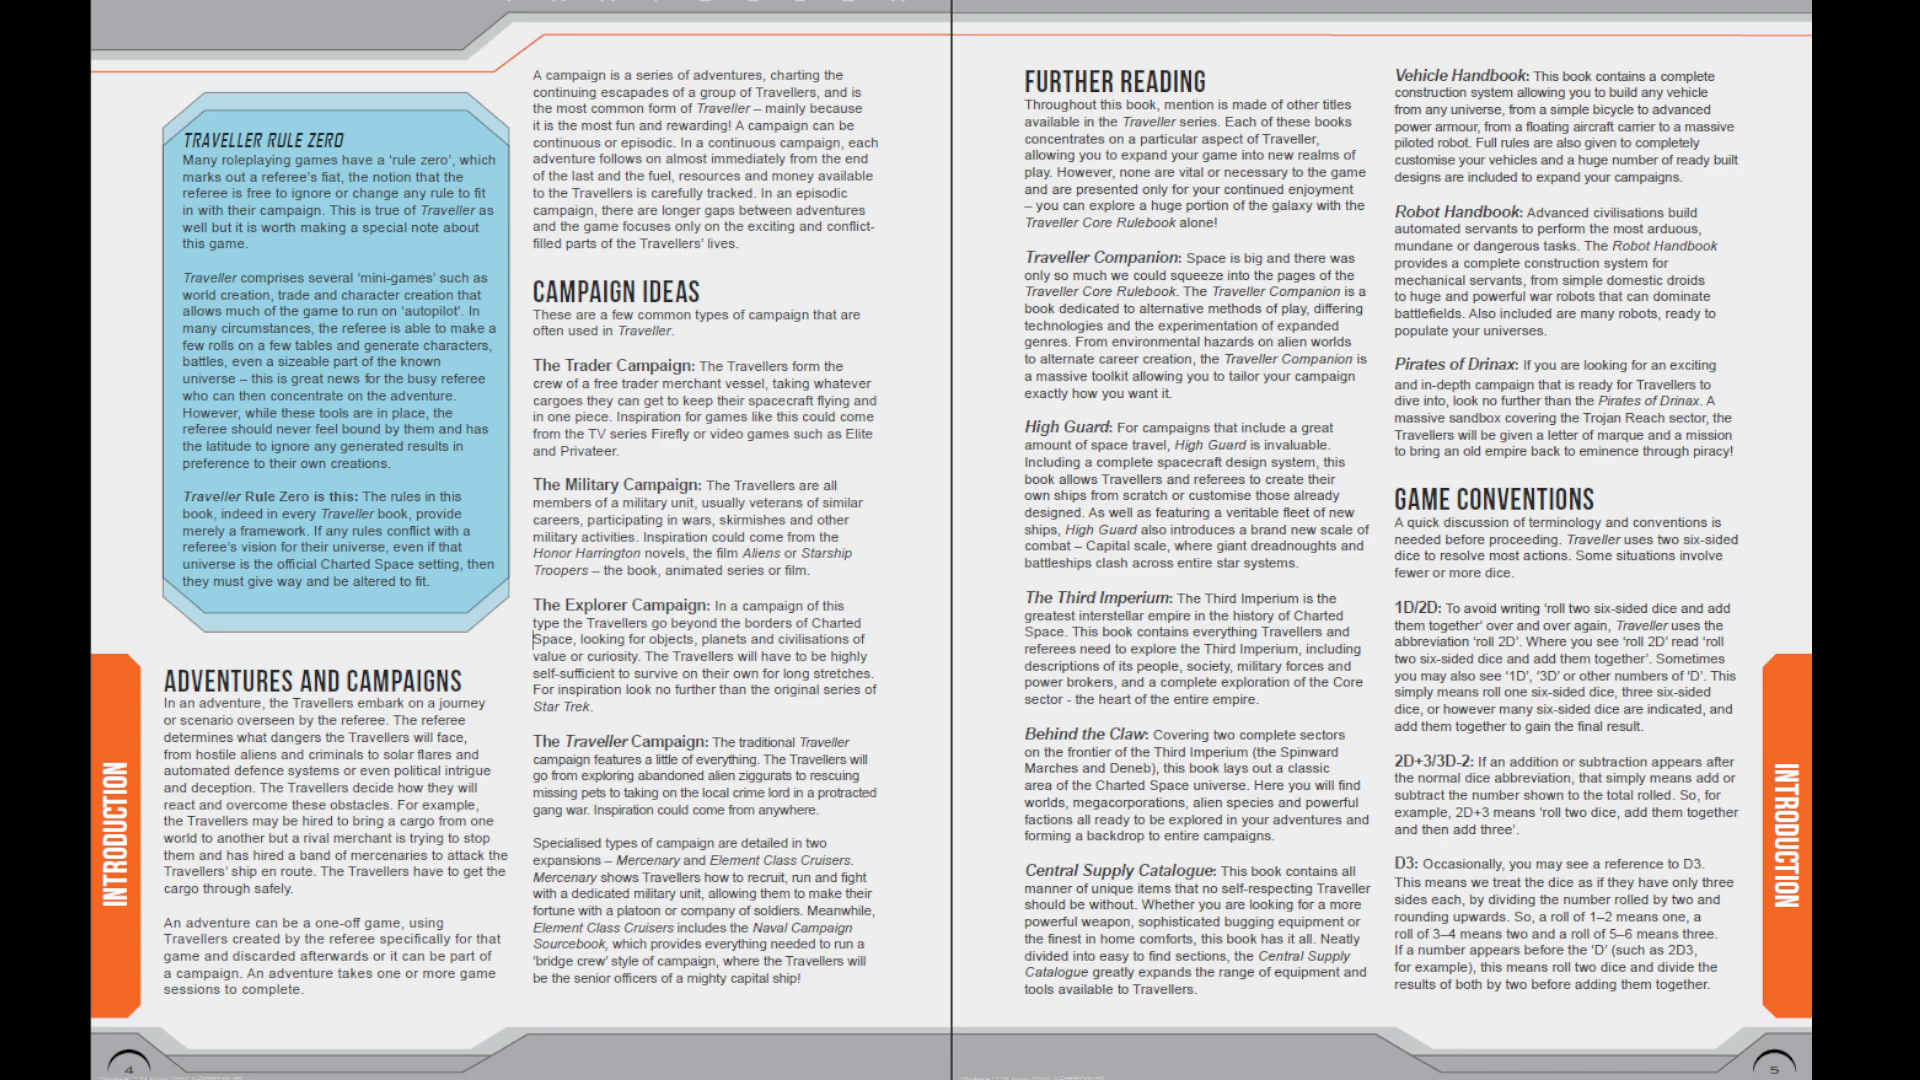 TRAVELLER RULE ZERO
Many roleplaying games have a ‘rule zero’, which
marks out a referee’s fiat, the notion that the
referee is free to ignore or change any rule to fit
in with their campaign. This is true of Traveller as
well but it is worth making a special note about
this game.
Traveller comprises several ‘mini-games’ such as
world creation, trade and character creation that
allows much of the game to run on ‘autopilot’. In
many circumstances, the referee is able to make a
few rolls on a few tables and generate characters,
battles, even a sizeable part of the known
universe – this is great news for the busy referee
who can then concentrate on the adventure.
However, while these tools are in place, the
referee should never feel bound by them and has
the latitude to ignore any generated results in
preference to their own creations.
Traveller Rule Zero is this: The rules in this
book, indeed in every Traveller book, provide
merely a framework. If any rules conflict with a
referee’s vision for their universe, even if that
universe is the official Charted Space setting, then
they must give way and be altered to fit.
ADVENTURES AND CAMPAIGNS
In an adventure, the Travellers embark on a journey
or scenario overseen by the referee. The referee
determines what dangers the Travellers will face,
from hostile aliens and criminals to solar flares and
automated defence systems or even political intrigue
and deception. The Travellers decide how they will
react and overcome these obstacles. For example,
the Travellers may be hired to bring a cargo from one
world to another but a rival merchant is trying to stop
them and has hired a band of mercenaries to attack the
Travellers’ ship en route. The Travellers have to get the
cargo through safely.
An adventure can be a one-off game, using
Travellers created by the referee specifically for that
game and discarded afterwards or it can be part of
a campaign. An adventure takes one or more game
sessions to complete.
A campaign is a series of adventures, charting the
continuing escapades of a group of Travellers, and is
the most common form of Traveller – mainly because
it is the most fun and rewarding! A campaign can be
continuous or episodic. In a continuous campaign, each
adventure follows on almost immediately from the end
of the last and the fuel, resources and money available
to the Travellers is carefully tracked. In an episodic
campaign, there are longer gaps between adventures
and the game focuses only on the exciting and conflict-
filled parts of the Travellers’ lives.
CAMPAIGN IDEAS
These are a few common types of campaign that are
often used in Traveller.
The Trader Campaign: The Travellers form the
crew of a free trader merchant vessel, taking whatever
cargoes they can get to keep their spacecraft flying and
in one piece. Inspiration for games like this could come
from the TV series Firefly or video games such as Elite
and Privateer.
The Military Campaign: The Travellers are all
members of a military unit, usually veterans of similar
careers, participating in wars, skirmishes and other
military activities. Inspiration could come from the
Honor Harrington novels, the film Aliens or Starship
Troopers – the book, animated series or film.
The Explorer Campaign: In a campaign of this
type the Travellers go beyond the borders of Charted
Space, looking for objects, planets and civilisations of
value or curiosity. The Travellers will have to be highly
self-sufficient to survive on their own for long stretches.
For inspiration look no further than the original series of
Star Trek.
The Traveller Campaign: The traditional Traveller
campaign features a little of everything. The Travellers will
go from exploring abandoned alien ziggurats to rescuing
missing pets to taking on the local crime lord in a protracted
gang war. Inspiration could come from anywhere.
Specialised types of campaign are detailed in two
expansions – Mercenary and Element Class Cruisers.
Mercenary shows Travellers how to recruit, run and fight
with a dedicated military unit, allowing them to make their
fortune with a platoon or company of soldiers. Meanwhile,
Element Class Cruisers includes the Naval Campaign
Sourcebook, which provides everything needed to run a
‘bridge crew’ style of campaign, where the Travellers will
be the senior officers of a mighty capital ship!
INTRODUCTION
4
FURTHER READING
Throughout this book, mention is made of other titles
available in the Traveller series. Each of these books
concentrates on a particular aspect of Traveller,
allowing you to expand your game into new realms of
play. However, none are vital or necessary to the game
and are presented only for your continued enjoyment
– you can explore a huge portion of the galaxy with the
Traveller Core Rulebook alone!
Traveller Companion: Space is big and there was
only so much we could squeeze into the pages of the
Traveller Core Rulebook. The Traveller Companion is a
book dedicated to alternative methods of play, differing
technologies and the experimentation of expanded
genres. From environmental hazards on alien worlds
to alternate career creation, the Traveller Companion is
a massive toolkit allowing you to tailor your campaign
exactly how you want it.
High Guard: For campaigns that include a great
amount of space travel, High Guard is invaluable.
Including a complete spacecraft design system, this
book allows Travellers and referees to create their
own ships from scratch or customise those already
designed. As well as featuring a veritable fleet of new
ships, High Guard also introduces a brand new scale of
combat – Capital scale, where giant dreadnoughts and
battleships clash across entire star systems.
The Third Imperium: The Third Imperium is the
greatest interstellar empire in the history of Charted
Space. This book contains everything Travellers and
referees need to explore the Third Imperium, including
descriptions of its people, society, military forces and
power brokers, and a complete exploration of the Core
sector - the heart of the entire empire.
Behind the Claw: Covering two complete sectors
on the frontier of the Third Imperium (the Spinward
Marches and Deneb), this book lays out a classic
area of the Charted Space universe. Here you will find
worlds, megacorporations, alien species and powerful
factions all ready to be explored in your adventures and
forming a backdrop to entire campaigns.
Central Supply Catalogue: This book contains all
manner of unique items that no self-respecting Traveller
should be without. Whether you are looking for a more
powerful weapon, sophisticated bugging equipment or
the finest in home comforts, this book has it all. Neatly
divided into easy to find sections, the Central Supply
Catalogue greatly expands the range of equipment and
tools available to Travellers.
Vehicle Handbook: This book contains a complete
construction system allowing you to build any vehicle
from any universe, from a simple bicycle to advanced
power armour, from a floating aircraft carrier to a massive
piloted robot. Full rules are also given to completely
customise your vehicles and a huge number of ready built
designs are included to expand your campaigns.
Robot Handbook: Advanced civilisations build
automated servants to perform the most arduous,
mundane or dangerous tasks. The Robot Handbook
provides a complete construction system for
mechanical servants, from simple domestic droids
to huge and powerful war robots that can dominate
battlefields. Also included are many robots, ready to
populate your universes.
Pirates of Drinax: If you are looking for an exciting
and in-depth campaign that is ready for Travellers to
dive into, look no further than the Pirates of Drinax. A
massive sandbox covering the Trojan Reach sector, the
Travellers will be given a letter of marque and a mission
to bring an old empire back to eminence through piracy!
GAME CONVENTIONS
A quick discussion of terminology and conventions is
needed before proceeding. Traveller uses two six-sided
dice to resolve most actions. Some situations involve
fewer or more dice.
1D/2D: To avoid writing ‘roll two six-sided dice and add
them together’ over and over again, Traveller uses the
abbreviation ‘roll 2D’. Where you see ‘roll 2D’ read ‘roll
two six-sided dice and add them together’. Sometimes
you may also see ‘1D’, ‘3D’ or other numbers of ‘D’. This
simply means roll one six-sided dice, three six-sided
dice, or however many six-sided dice are indicated, and
add them together to gain the final result.
2D+3/3D-2: If an addition or subtraction appears after
the normal dice abbreviation, that simply means add or
subtract the number shown to the total rolled. So, for
example, 2D+3 means ‘roll two dice, add them together
and then add three’.
D3: Occasionally, you may see a reference to D3.
This means we treat the dice as if they have only three
sides each, by dividing the number rolled by two and
rounding upwards. So, a roll of 1–2 means one, a
roll of 3–4 means two and a roll of 5–6 means three.
If a number appears before the ‘D’ (such as 2D3,
for example), this means roll two dice and divide the
results of both by two before adding them together.
INTRODUCTION
5